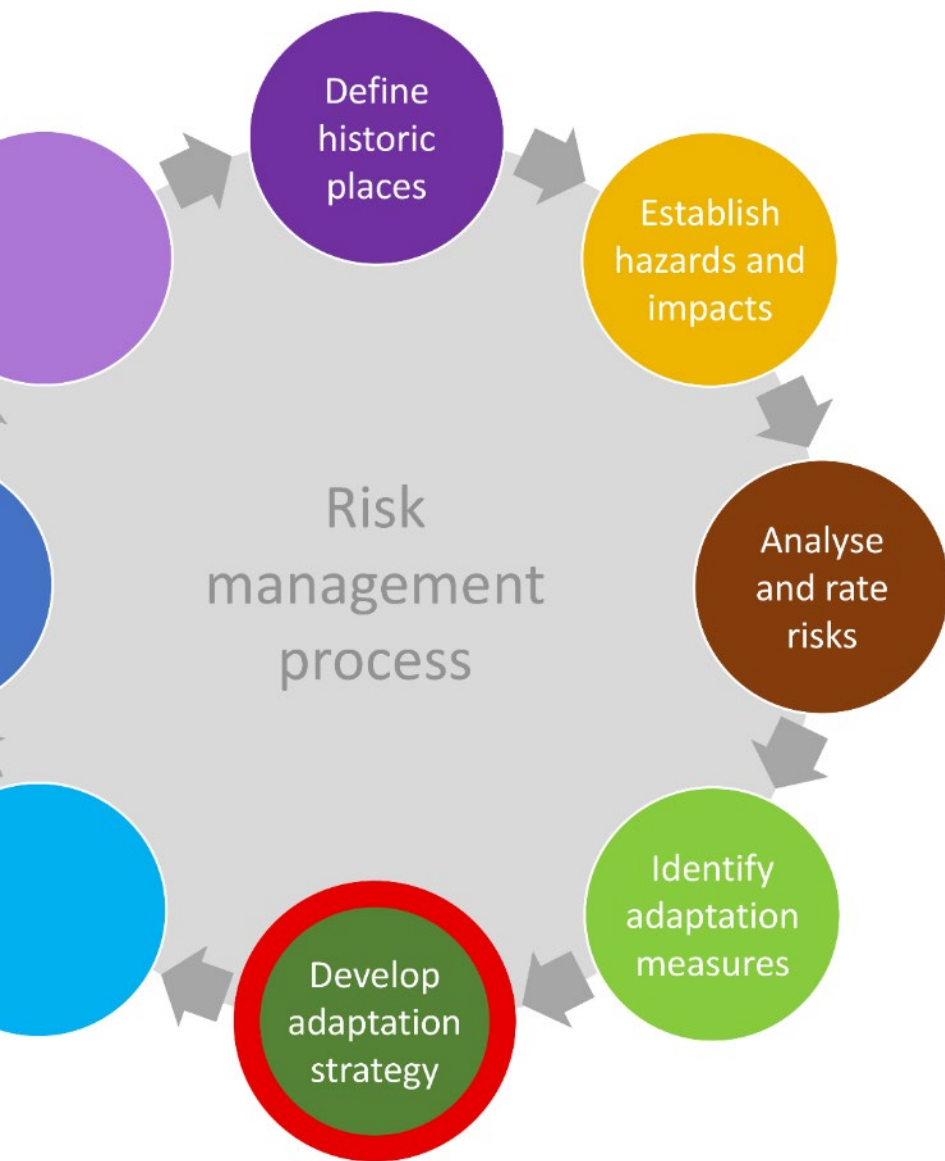 Define
historic
places
Establish
hazards and
impacts
Analyse
and rate
risks
Identify
adaptation
measures
Develop
adaptation
strategy
Risk
management
process